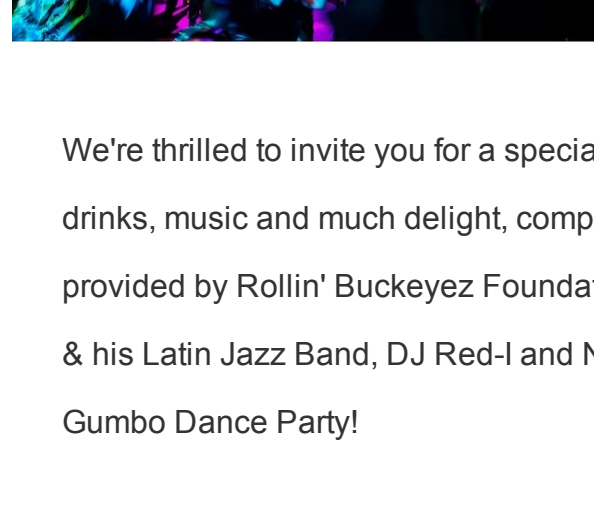 We're thrilled to invite you for a specia
drinks, music and much delight, comp
provided by Rollin' Buckeyez Founda
& his Latin Jazz Band, DJ Red-I and N
Gumbo Dance Party!